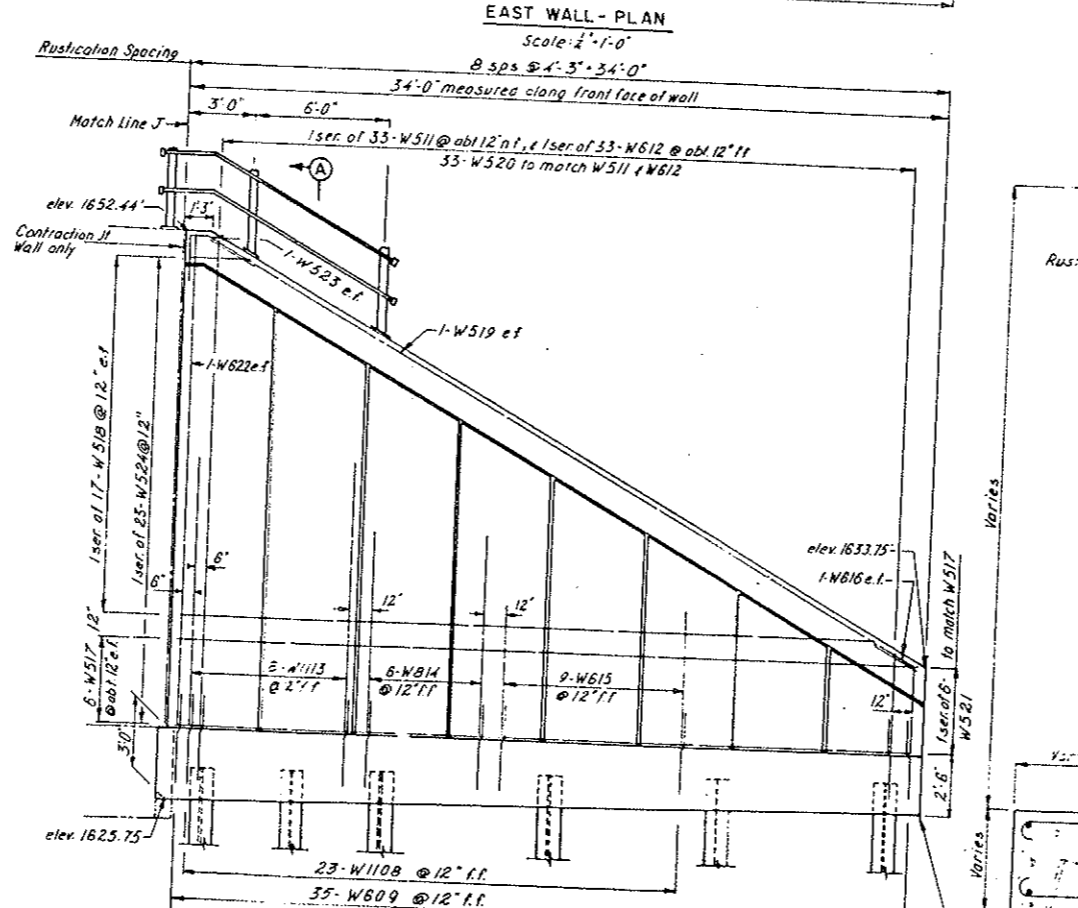 EAST WALL - PLAN
Scale: ½"=1'-0"
Rustication Spacing
8 sps @ 4'-3" = 34'-0"
34'-0" measured along front face of wall
3'-0"
6'-0"
Match Line J
1 ser. of 33-W511 @ abt 12" n f, & 1 ser. of 33-W612 @ abt. 12" f f
33-W520 to match W511 & W612
A
elev. 1652.44'
1'-3"
Contraction Jt
Wall only
1-W523 e.f.
1-W519 e f
1-W622 e f
1 ser. of 17-W518 @ 12" e.f
1 ser. of 23-W524 @ 12"
Varies
elev. 1633.75
1-W616 e.f.
6"
6"
12"
12"
6-W517 12"
@ abt. 12" e.f.
@ 2" f f
6-W814
@ 12" f.f
9-W615
@ 12" f.f
12"
1 ser. of 6-
W521
to match W517
3'0"
2'-6"
elev. 1625.75
Varies
23-W1108 @ 12" f.f.
35-W609 @ 12" f.f.